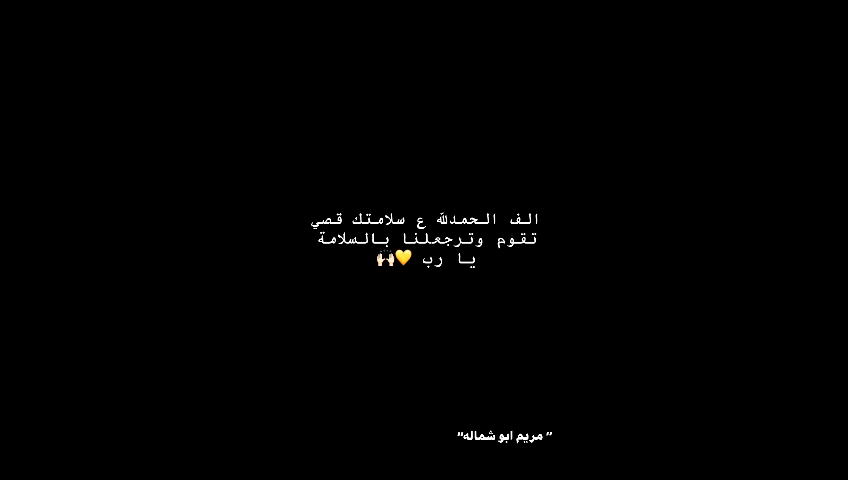 الف الحمدلله ع سلامتك قصي
تقوم وترجعلنا بالسلامة
يا رب 💛🙌🏻
" مريم ابو شماله"